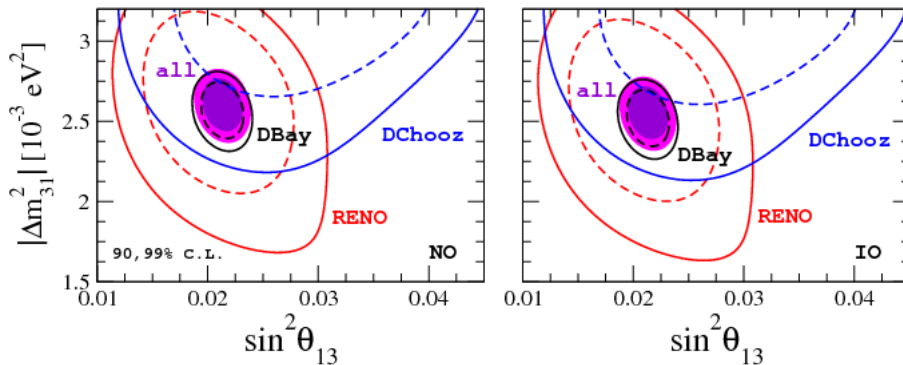 |Δm²₃₁| [10⁻³ eV²]
3
2.5
2
1.5
all
DBay
DChooz
RENO
90,99% C.L.
NO
0.01
0.02
0.03
0.04
sin²θ₁₃
all
DBay
DChooz
RENO
IO
0.01
0.02
0.03
0.04
sin²θ₁₃